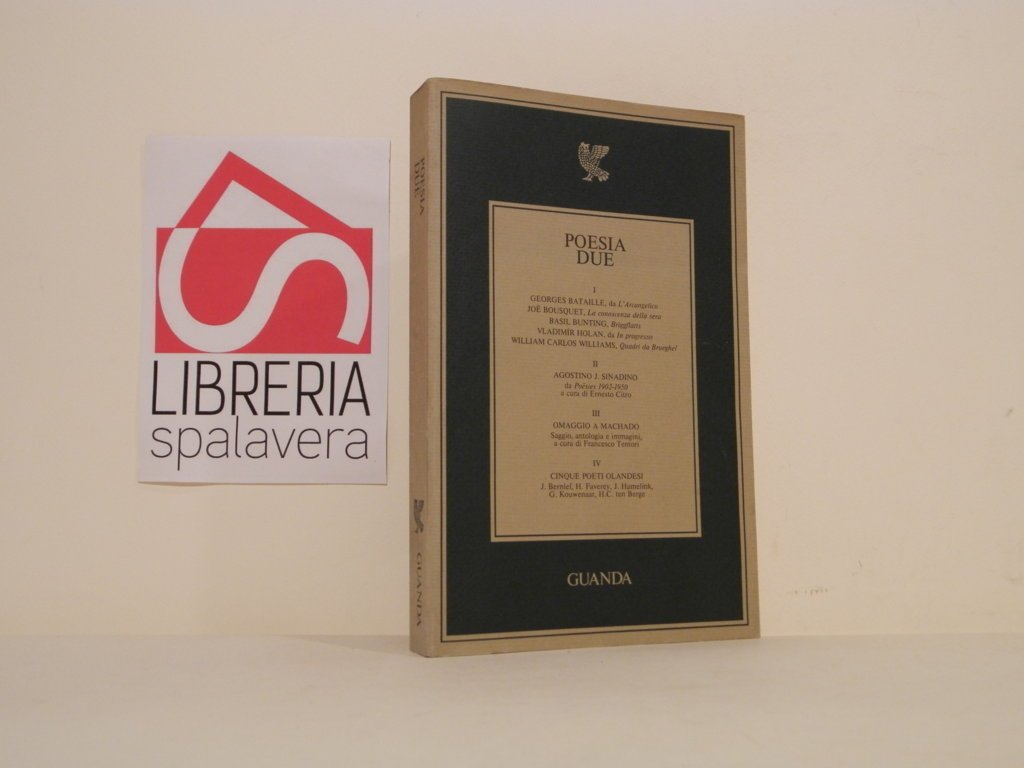 LIBRERIA
spalavera
POESIA
DUE
GUANDA
POESIA
DUE
I
GEORGES BATAILLE, da L'Arcangelico
JOË BOUSQUET, La conoscenza della sera
BASIL BUNTING, Briggflatts
VLADIMÍR HOLAN, da In progresso
WILLIAM CARLOS WILLIAMS, Quadri da Brueghel
II
AGOSTINO J. SINADINO
da Poésies 1902-1950
a cura di Ernesto Citro
III
OMAGGIO A MACHADO
Saggio, antologia e immagini,
a cura di Francesco Tentori
IV
CINQUE POETI OLANDESI
J. Bernlef, H. Faverey, J. Hamelink,
G. Kouwenaar, H.C. ten Berge
GUANDA